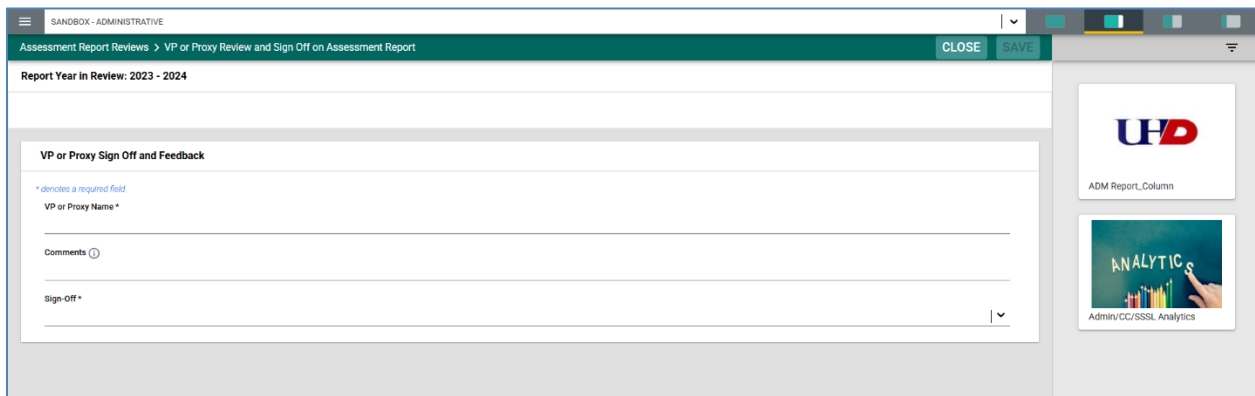 SANDBOX - ADMINISTRATIVE
Assessment Report Reviews > VP or Proxy Review and Sign Off on Assessment Report
CLOSE
SAVE
Report Year in Review: 2023 - 2024
VP or Proxy Sign Off and Feedback
* denotes a required field.
VP or Proxy Name *
Comments
Sign-Off *
UHD
ADM Report_Column
ANALYTICS
Admin/CC/SSSL Analytics